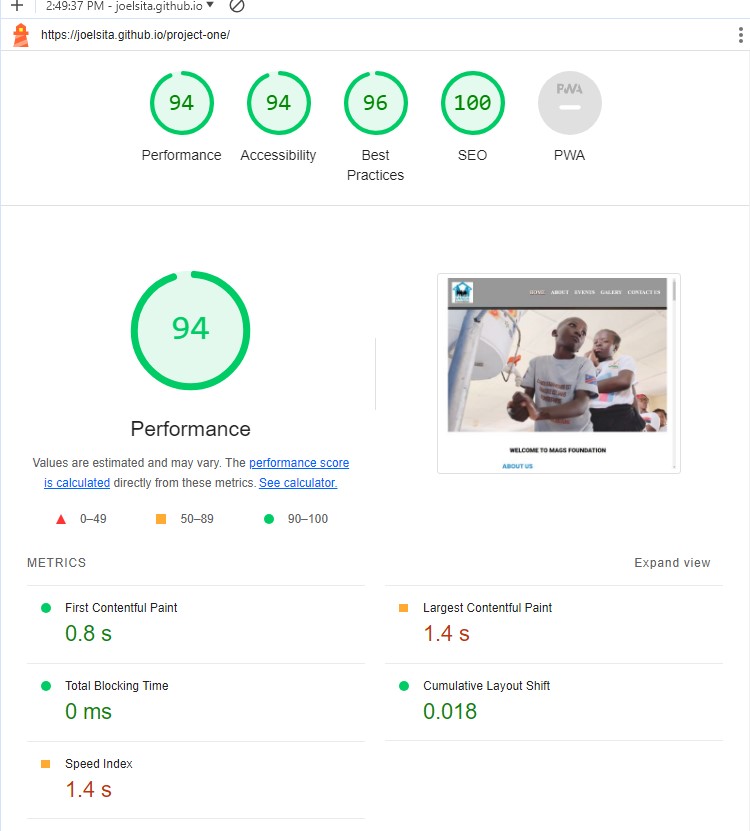 2:49:37 PM - joelsita.github.io
https://joelsita.github.io/project-one/
94
94
96
100
PWA
Performance
Accessibility
Best
Practices
SEO
PWA
HOME ABOUT EVENTS GALERY CONTACT US
94
Performance
Values are estimated and may vary. The performance score
is calculated directly from these metrics. See calculator.
WELCOME TO MAGS FOUNDATION
ABOUT US
0–49
50–89
90–100
METRICS
Expand view
First Contentful Paint
0.8 s
Largest Contentful Paint
1.4 s
Total Blocking Time
0 ms
Cumulative Layout Shift
0.018
Speed Index
1.4 s